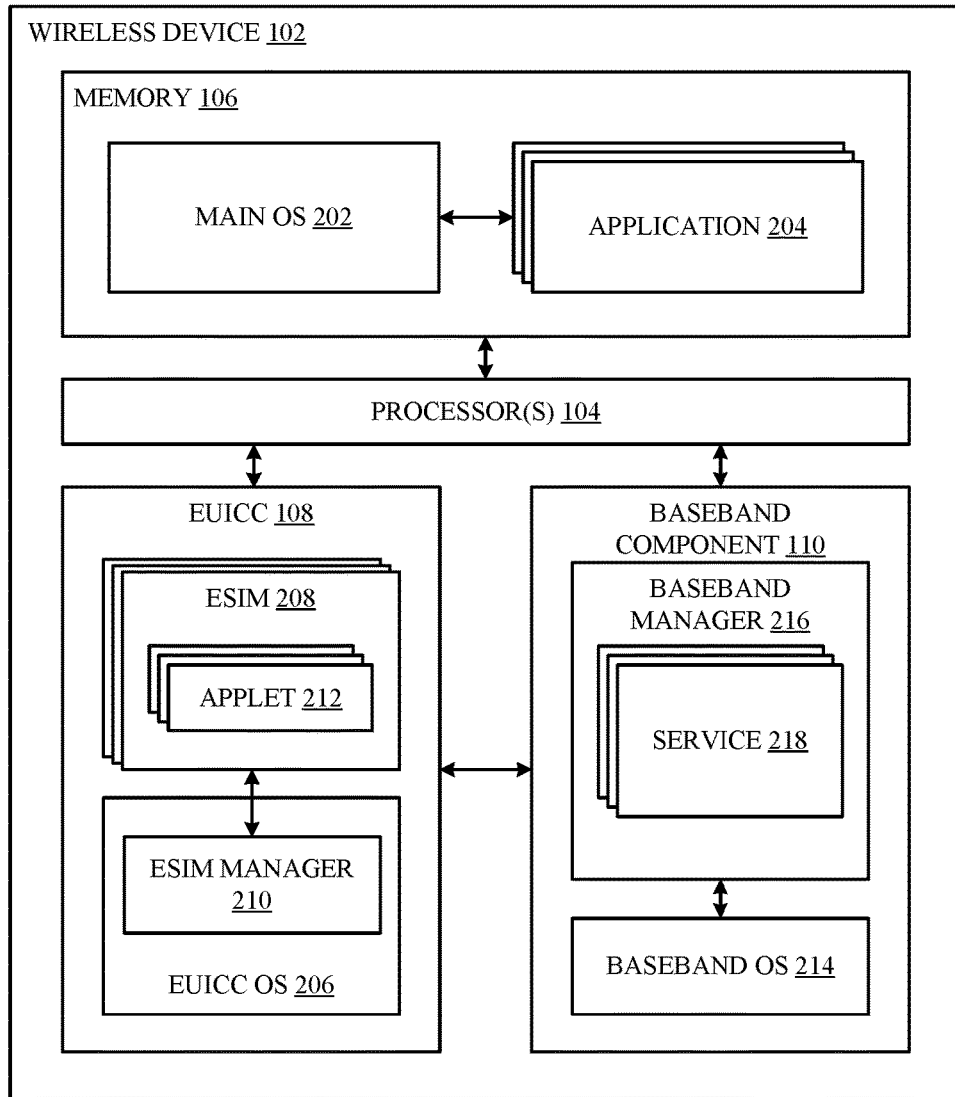 WIRELESS DEVICE 102
MEMORY 106
MAIN OS 202
APPLICATION 204
PROCESSOR(S) 104
EUICC 108
ESIM 208
APPLET 212
ESIM MANAGER
210
EUICC OS 206
BASEBAND
COMPONENT 110
BASEBAND
MANAGER 216
SERVICE 218
BASEBAND OS 214